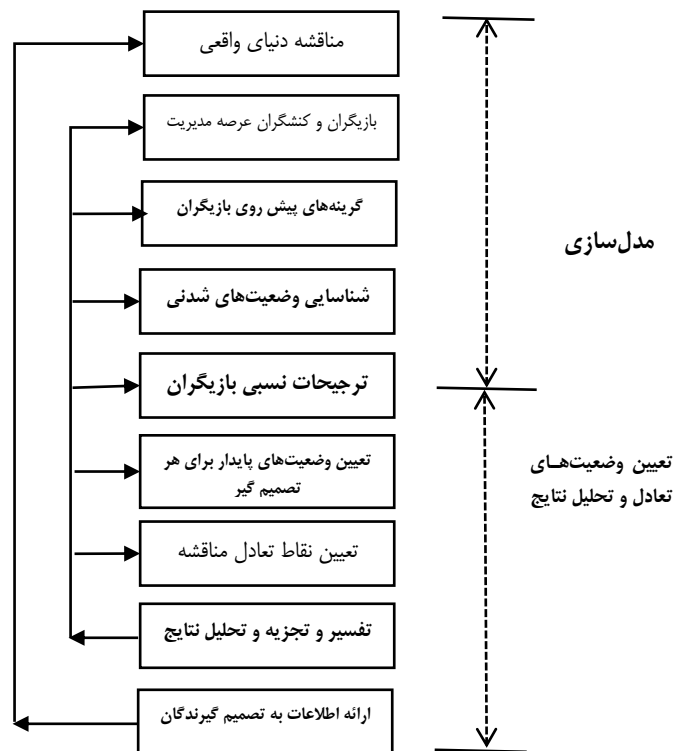 مناقشه دنیای واقعی
بازیگران و کنشگران عرصه مدیریت
گرینه‌های پیش روی بازیگران
شناسایی وضعیت‌های شدنی
ترجیحات نسبی بازیگران
تعیین وضعیت‌های پایدار برای هر
تصمیم گیر
تعیین نقاط تعادل مناقشه
تفسیر و تجزیه و تحلیل نتایج
ارائه اطلاعات به تصمیم گیرندگان
مدل‌سازی
تعیین وضعیت‌هـای
تعادل و تحلیل نتایج